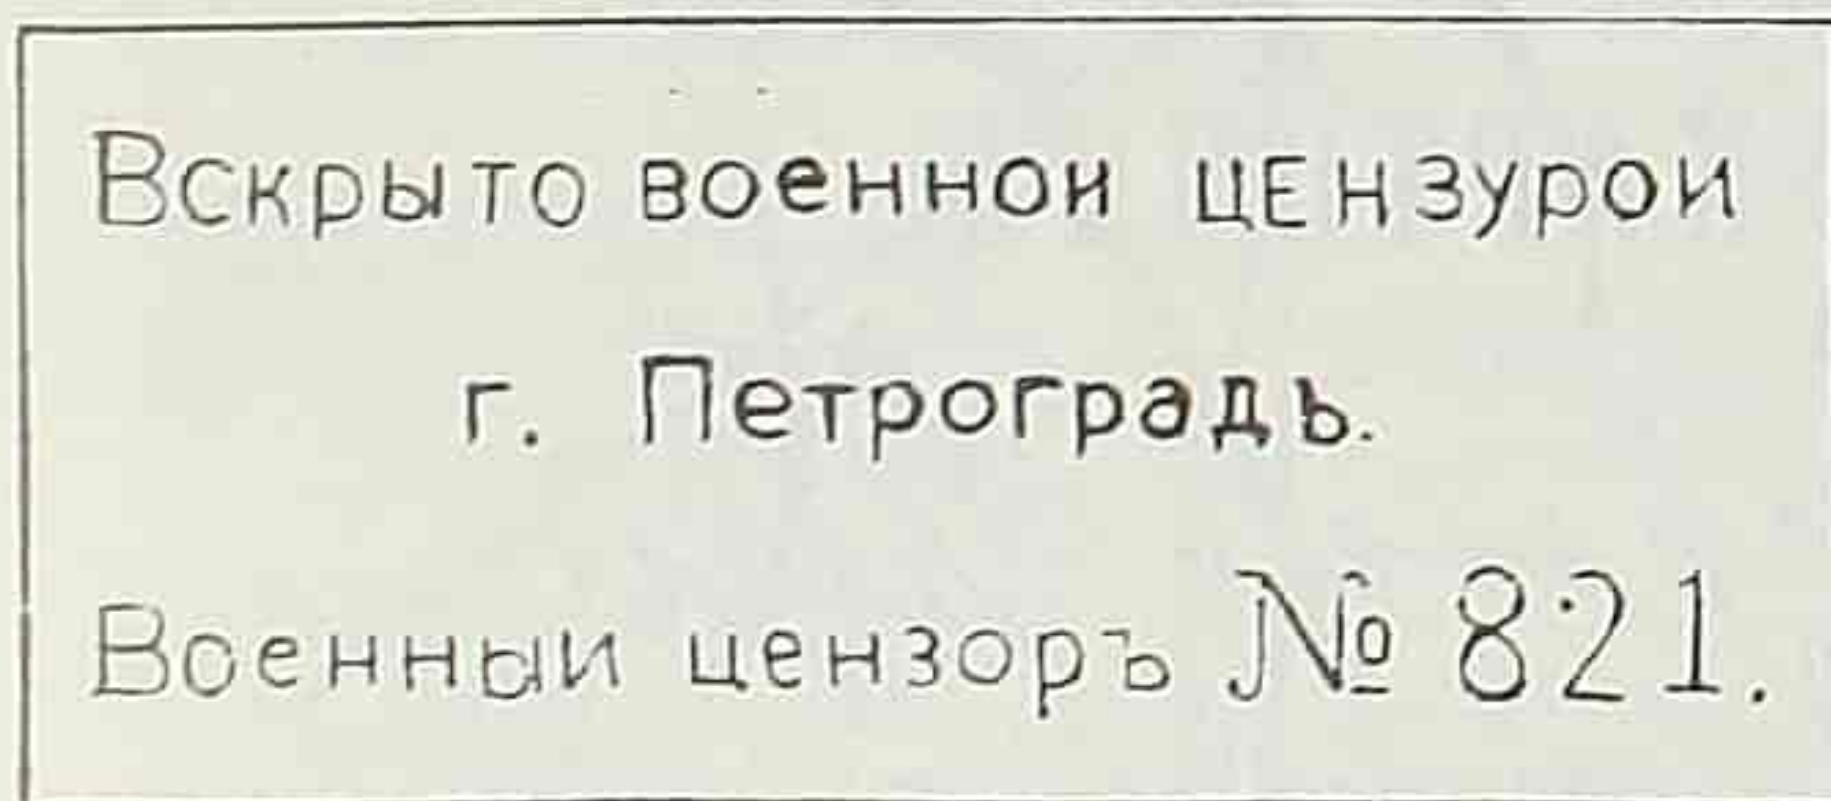 Вскрыто военнои цензурои
г. Петроградъ.
Военныи цензоръ № 821.